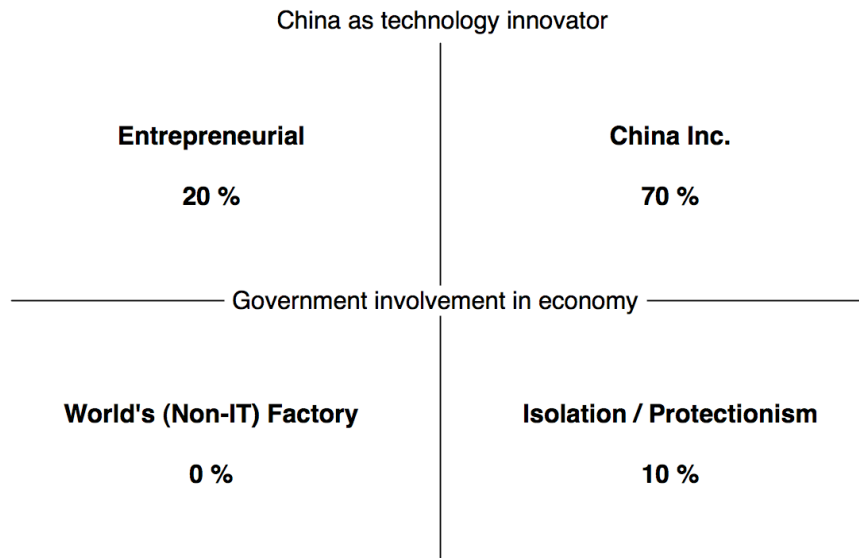 China as technology innovator
Entrepreneurial
20 %
China Inc.
70 %
Government involvement in economy
World's (Non-IT) Factory
0 %
Isolation / Protectionism
10 %